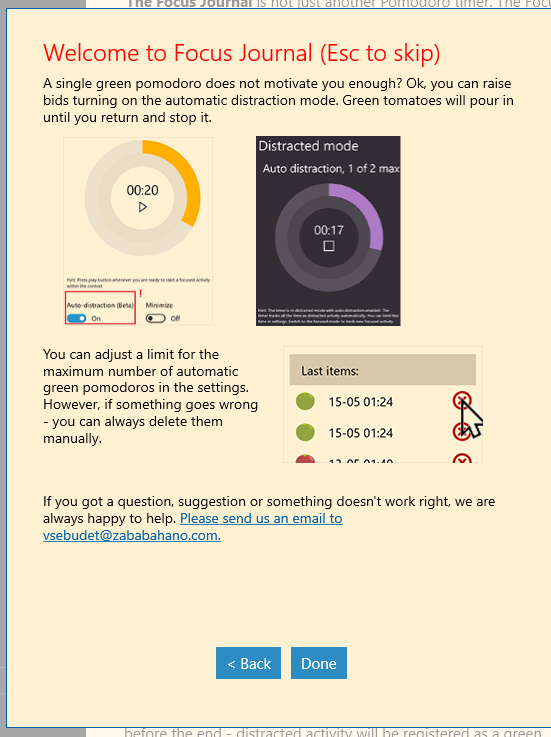 The Focus Journal is not just another Pomodoro timer. The Focu
Welcome to Focus Journal (Esc to skip)
A single green pomodoro does not motivate you enough? Ok, you can raise
bids turning on the automatic distraction mode. Green tomatoes will pour in
until you return and stop it.
00:20
Hint: Press play button whenever you are ready to start a focused activity
within the context.
!
Auto-distraction (Beta)
Minimize
On
Off
Distracted mode
Auto distraction, 1 of 2 max
00:17
Hint: The timer is in distracted mode with auto-distraction enabled. The
timer tracks all the time as distracted activity automatically. You can limit this
time in settings. Switch to the focused mode to track new focused activity.
You can adjust a limit for the
maximum number of automatic
green pomodoros in the settings.
However, if something goes wrong
- you can always delete them
manually.
Last items:
15-05 01:24
15-05 01:24
If you got a question, suggestion or something doesn't work right, we are
always happy to help. Please send us an email to
vsebudet@zababahano.com.
< Back
Done
before the end - distracted activity will be registered as a green